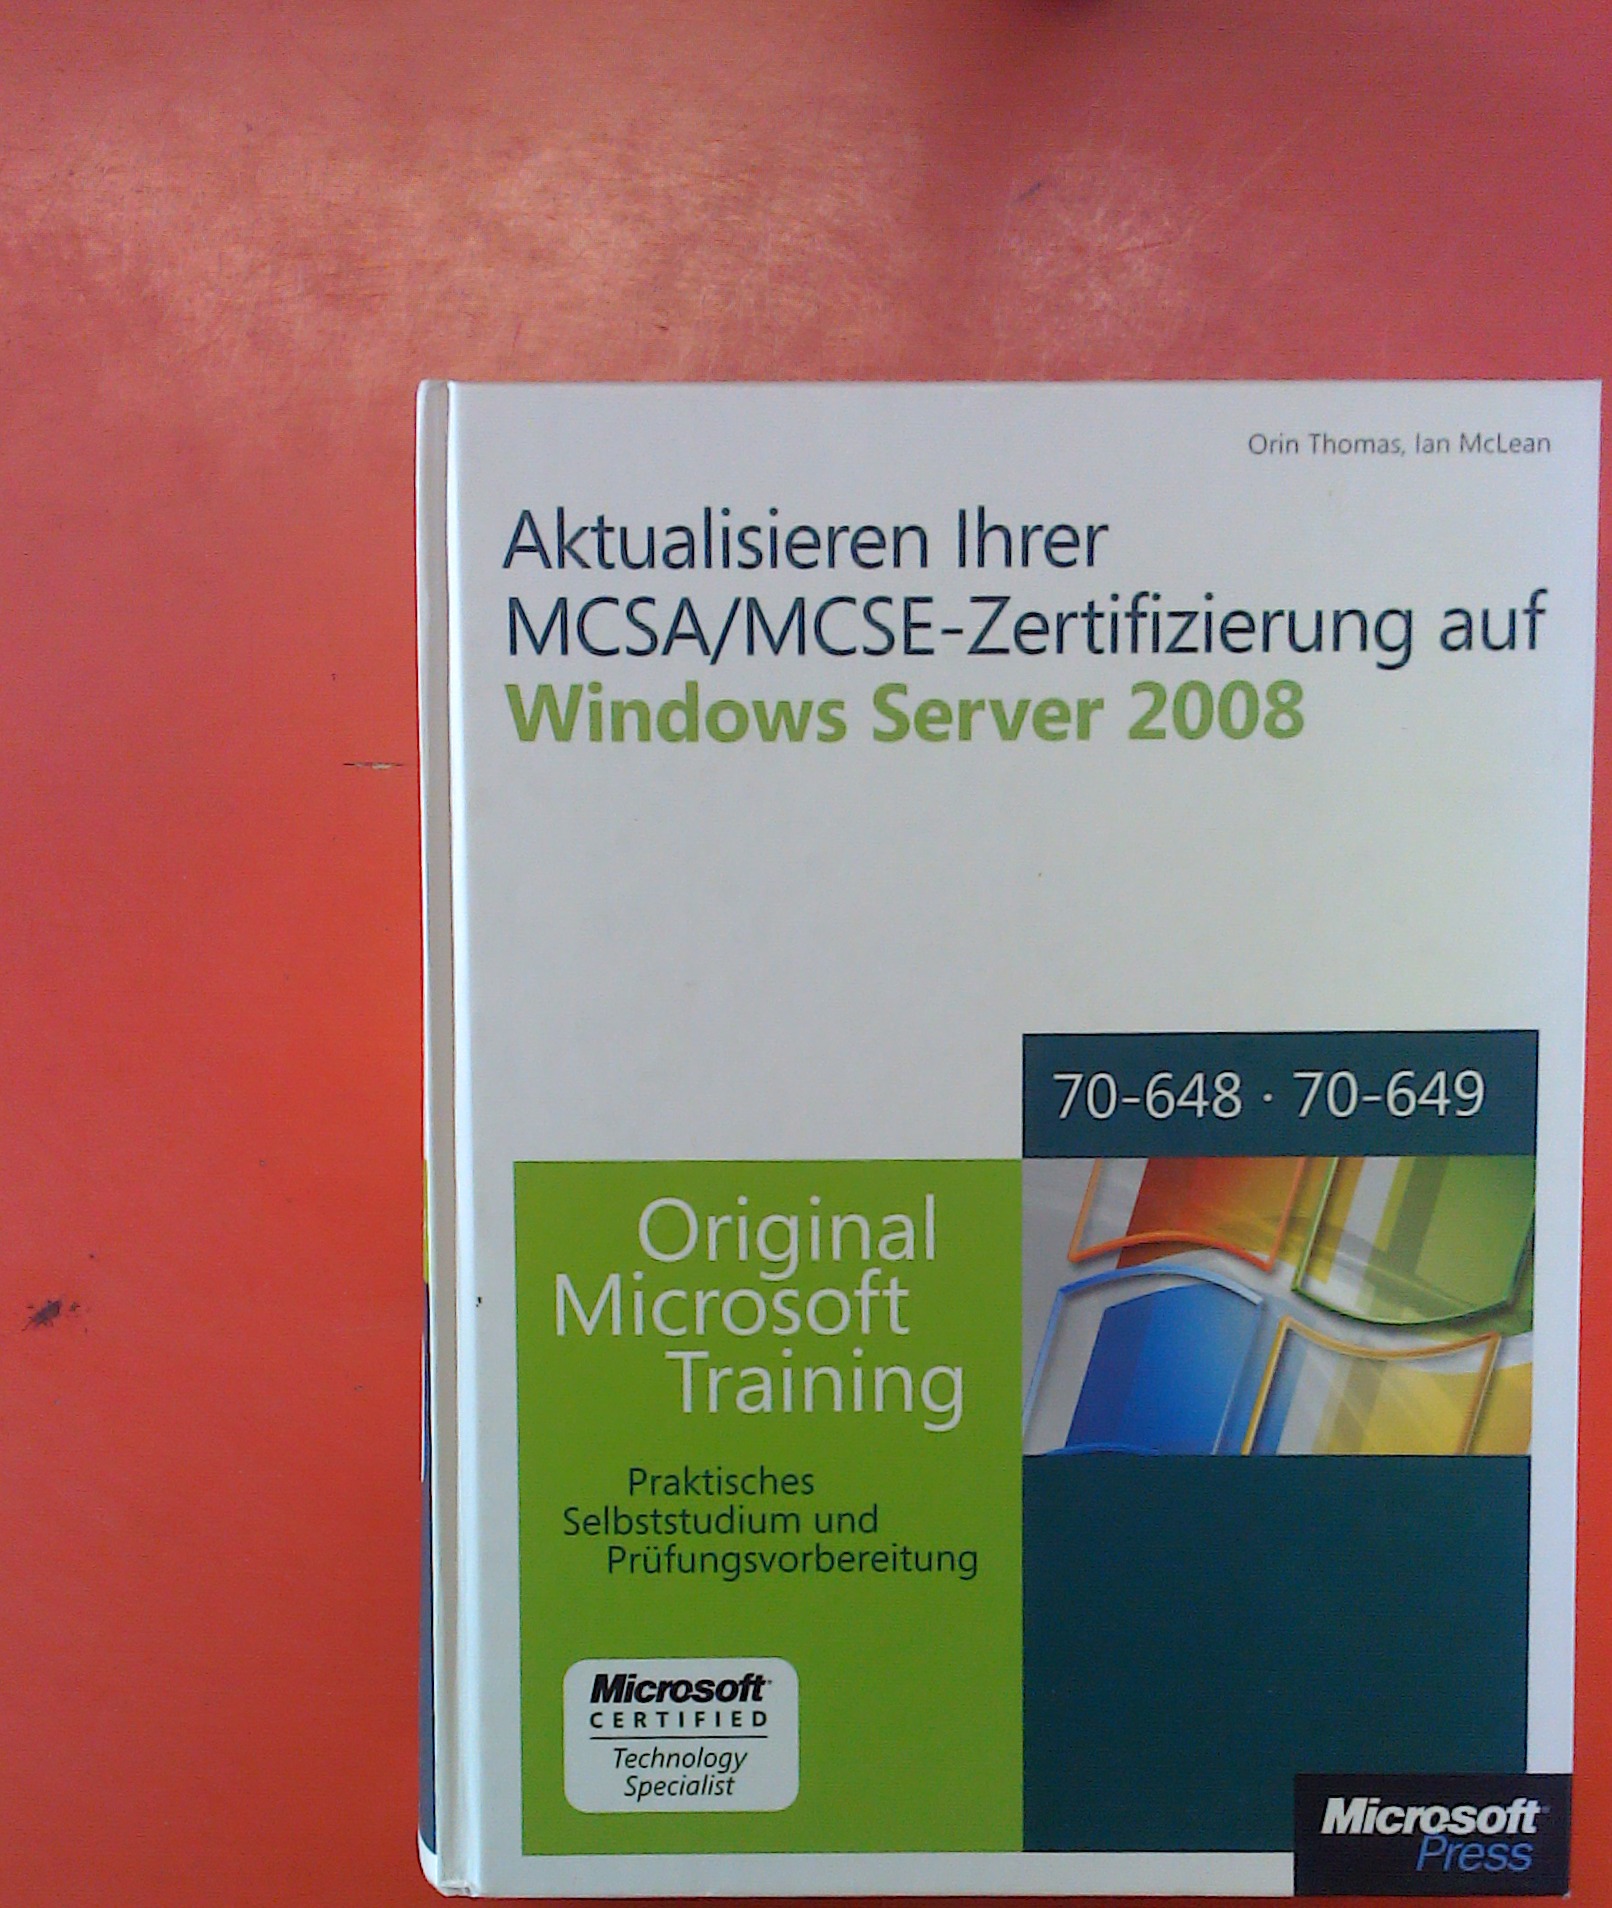 Orin Thomas, Ian McLean
Aktualisieren Ihrer
MCSA/MCSE-Zertifizierung auf
Windows Server 2008
70-648 · 70-649
Original
Microsoft
Training
Praktisches
Selbststudium und
Prüfungsvorbereitung
Microsoft
CERTIFIED
Technology
Specialist
Microsoft
Press